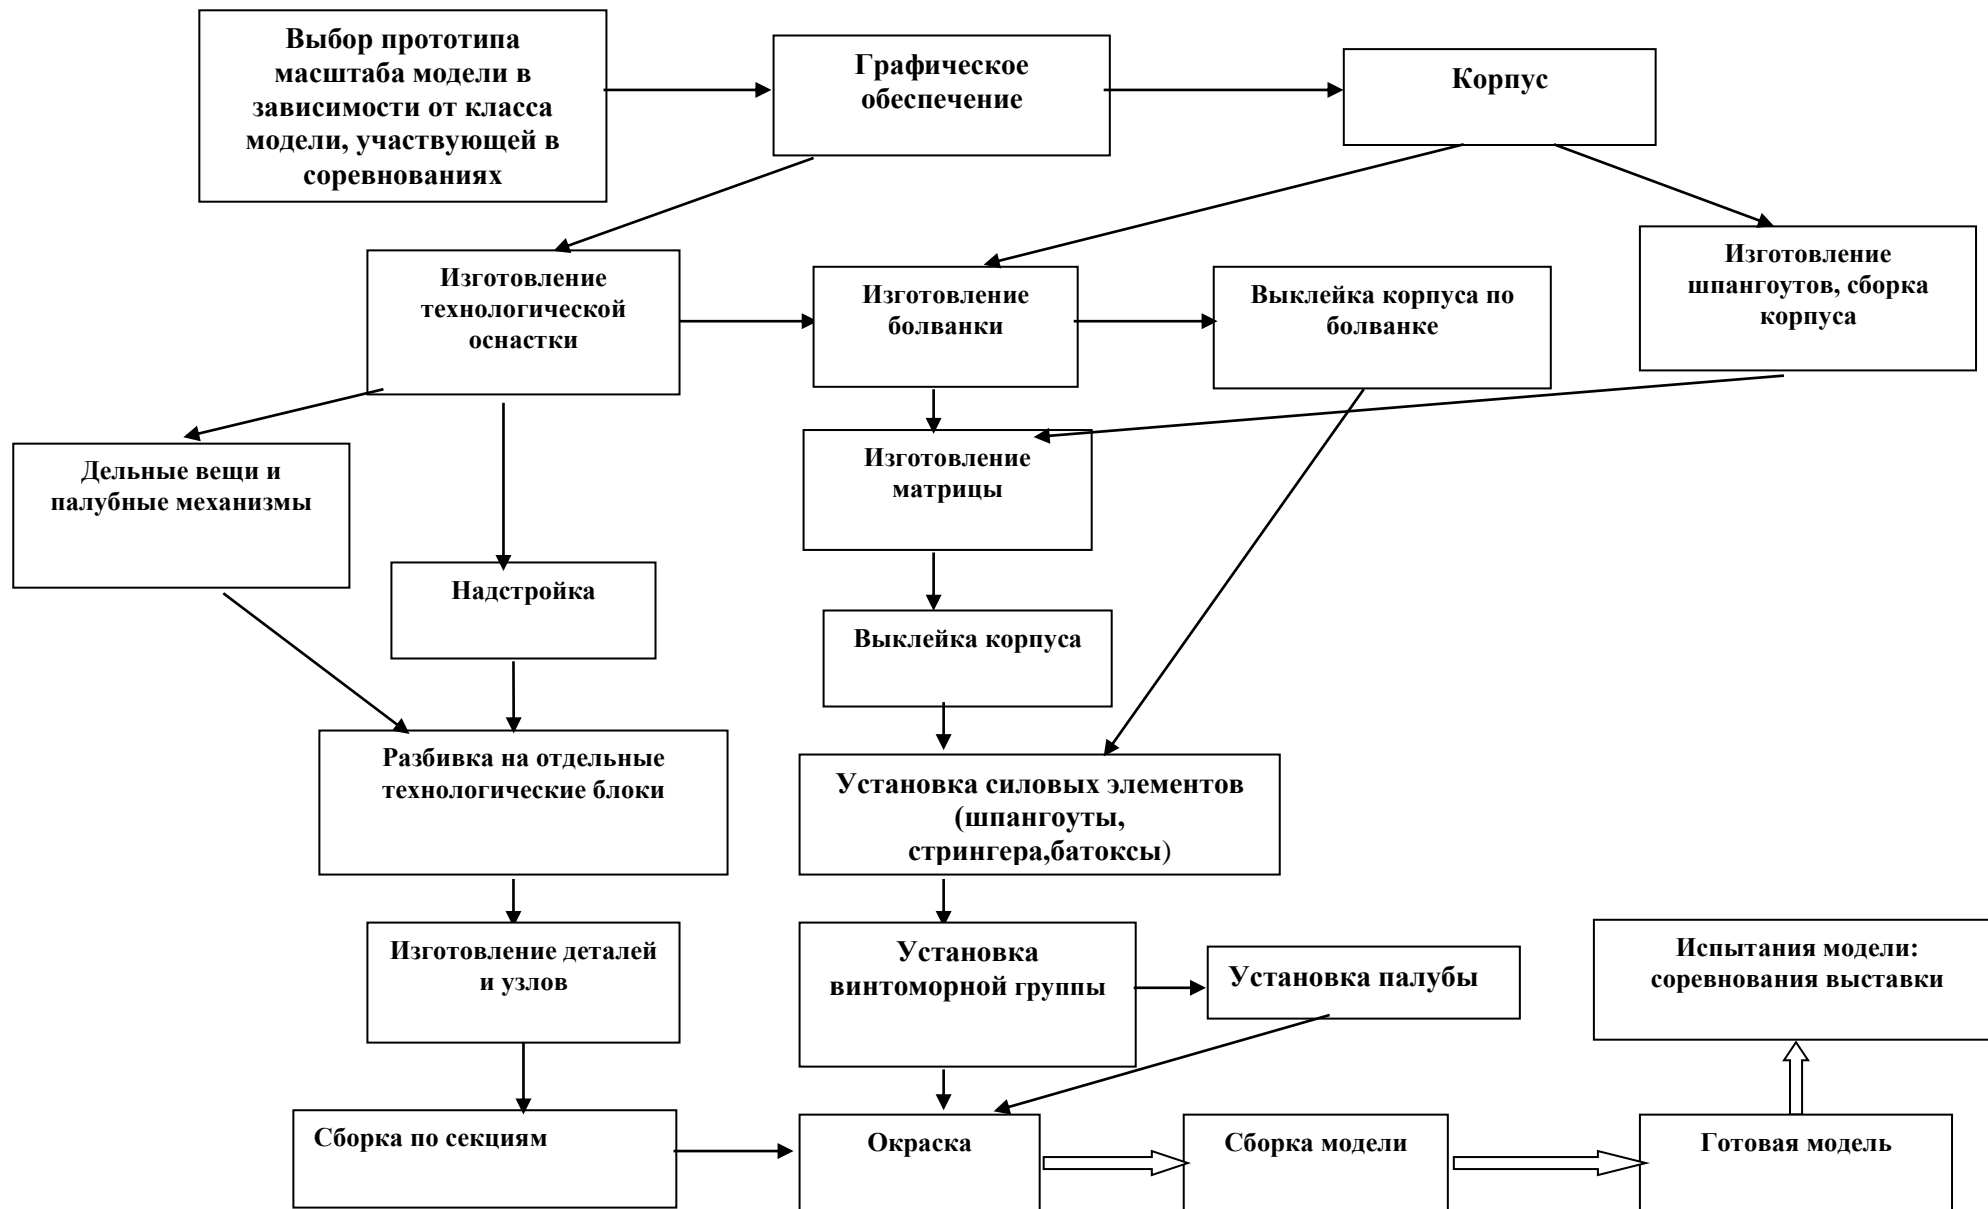 Выбор прототипа
масштаба модели в
зависимости от класса
модели, участвующей в
соревнованиях
Графическое
обеспечение
Корпус
Изготовление
технологической
оснастки
Изготовление
болванки
Выклейка корпуса по
болванке
Изготовление
шпангоутов, сборка
корпуса
Дельные вещи и
палубные механизмы
Изготовление
матрицы
Надстройка
Выклейка корпуса
Разбивка на отдельные
технологические блоки
Установка силовых элементов
(шпангоуты,
стрингера,батоксы)
Изготовление деталей
и узлов
Установка
винтоморной группы
Установка палубы
Испытания модели:
соревнования выставки
Сборка по секциям
Окраска
Сборка модели
Готовая модель